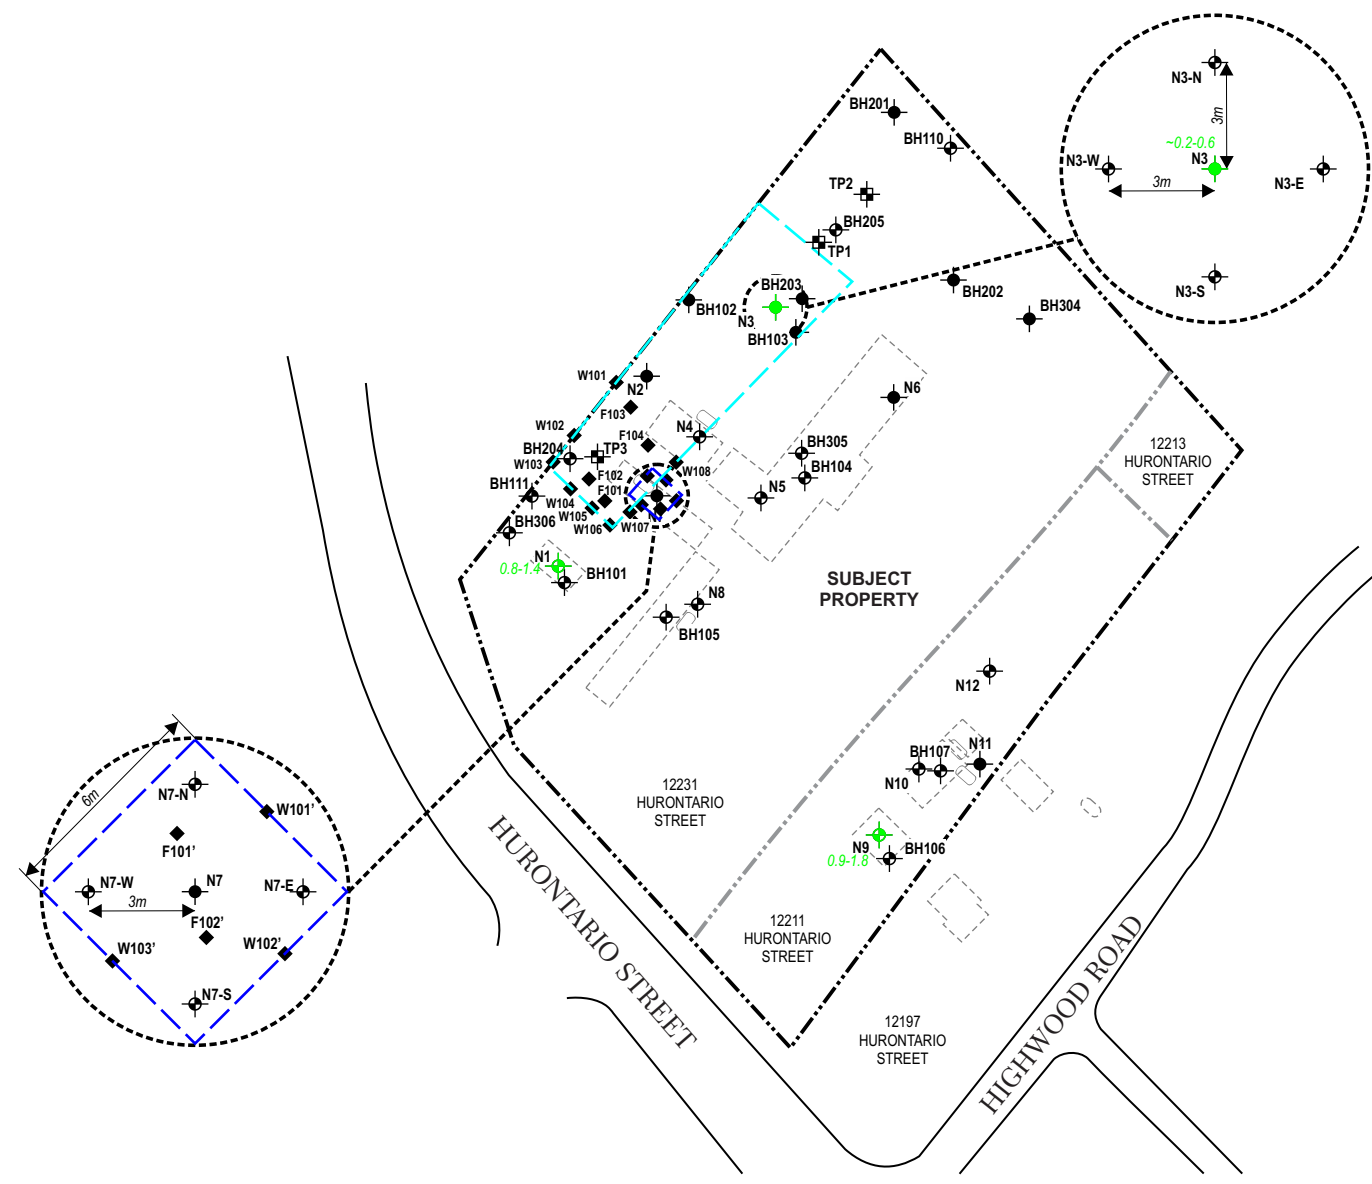 N3-N
3m
~0.2-0.6
N3-W
N3
N3-E
3m
N3-S
BH201
BH110
TP2
BH205
TP1
BH203
BH202
BH102
N3
BH304
BH103
W101
N2
F103
N6
W102
F104
N4
BH204
TP3
BH305
W103
W108
BH104
F102
N5
BH111
F101
W104
W105
W106
W107
BH306
N1
0.8-1.4
BH101
N8
BH105
12213
HURONTARIO
STREET
SUBJECT
PROPERTY
N12
N11
BH107
N10
N9
BH106
0.9-1.8
12231
HURONTARIO
STREET
12211
HURONTARIO
STREET
12197
HURONTARIO
STREET
HURONTARIO STREET
HIGHWOOD ROAD
6m
N7-N
W101'
F101'
N7-W
N7
N7-E
3m
F102'
W103'
W102'
N7-S